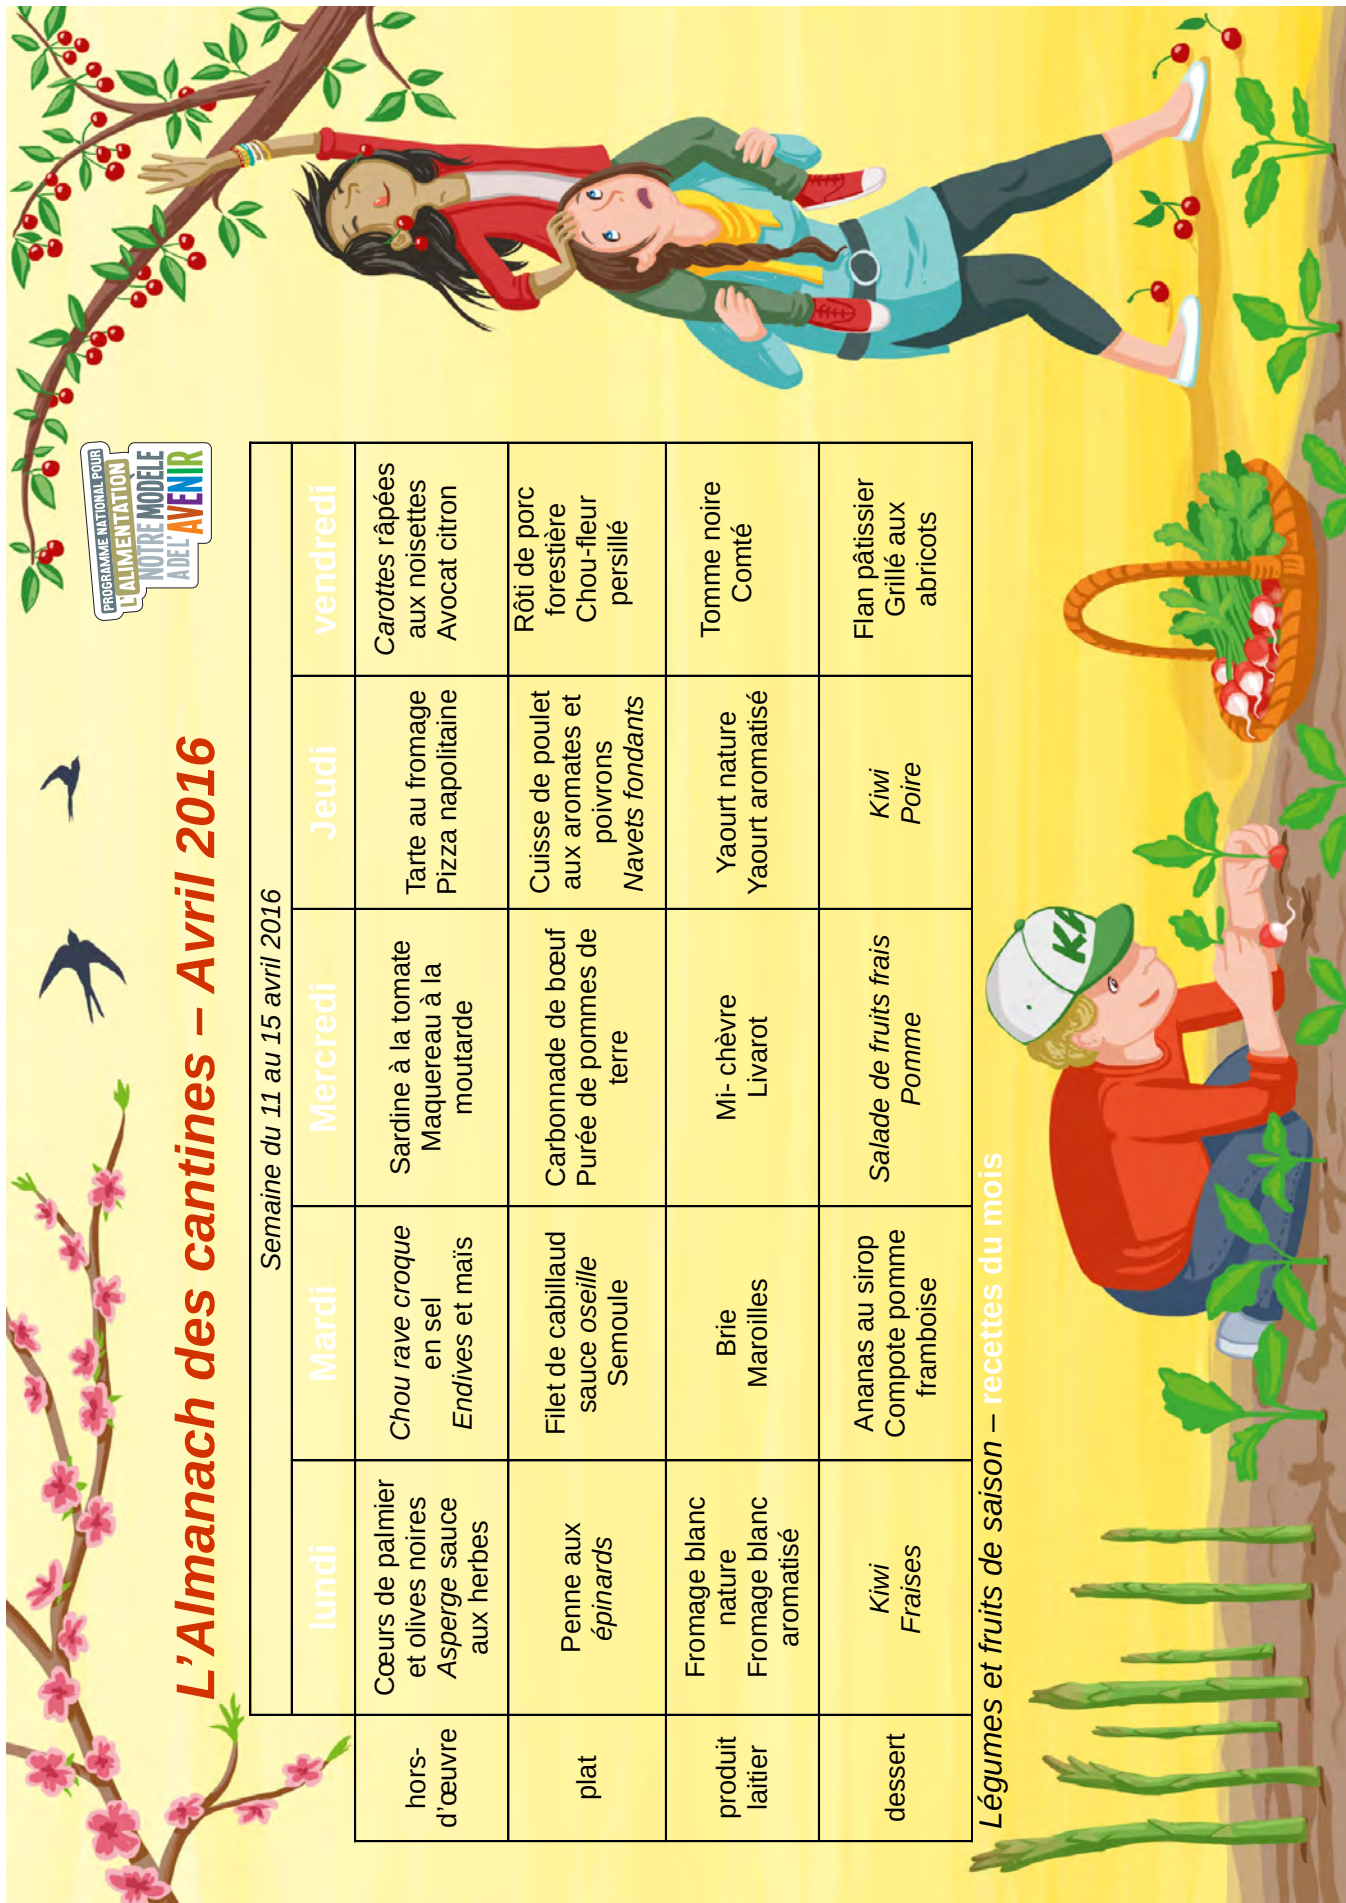 PROGRAMME NATIONAL POUR
L'ALIMENTATION
NOTRE MODÈLE
A DE L'AVENIR
L'Almanach des cantines – Avril 2016
Semaine du 11 au 15 avril 2016
lundi
Mardi
Mercredi
Jeudi
vendredi
hors-
d'œuvre
Cœurs de palmier
et olives noires
Asperge sauce
aux herbes
Chou rave croque
en sel
Endives et maïs
Sardine à la tomate
Maquereau à la
moutarde
Tarte au fromage
Pizza napolitaine
Carottes râpées
aux noisettes
Avocat citron
plat
Penne aux
épinards
Filet de cabillaud
sauce oseille
Semoule
Carbonnade de bœuf
Purée de pommes de
terre
Cuisse de poulet
aux aromates et
poivrons
Navets fondants
Rôti de porc
forestière
Chou-fleur
persillé
produit
laitier
Fromage blanc
nature
Fromage blanc
aromatisé
Brie
Maroilles
Mi- chèvre
Livarot
Yaourt nature
Yaourt aromatisé
Tomme noire
Comté
dessert
Kiwi
Fraises
Ananas au sirop
Compote pomme
framboise
Salade de fruits frais
Pomme
Kiwi
Poire
Flan pâtissier
Grillé aux
abricots
Légumes et fruits de saison – recettes du mois